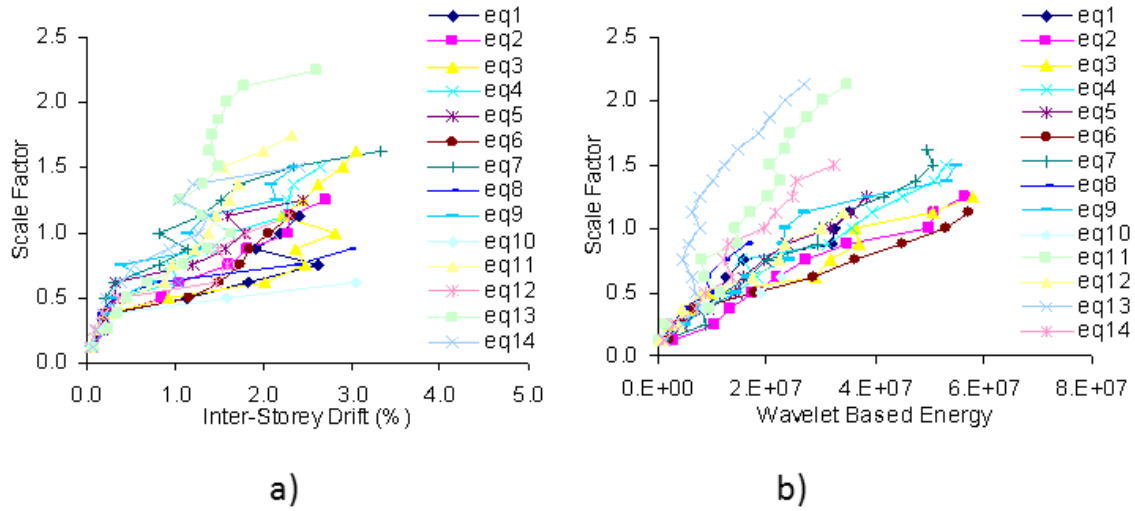 eq1
eq2
eq3
eq4
eq5
eq6
eq7
eq8
eq9
eq10
eq11
eq12
eq13
eq14
2.5
2.0
1.5
1.0
0.5
0.0
Scale Factor
0.0 1.0 2.0 3.0 4.0 5.0
Inter-Storey Drift (%)
a)
eq1
eq2
eq3
eq4
eq5
eq6
eq7
eq8
eq9
eq10
eq11
eq12
eq13
eq14
2.5
2.0
1.5
1.0
0.5
0.0
Scale Factor
0.E+00 2.E+07 4.E+07 6.E+07 8.E+07
Wavelet Based Energy
b)